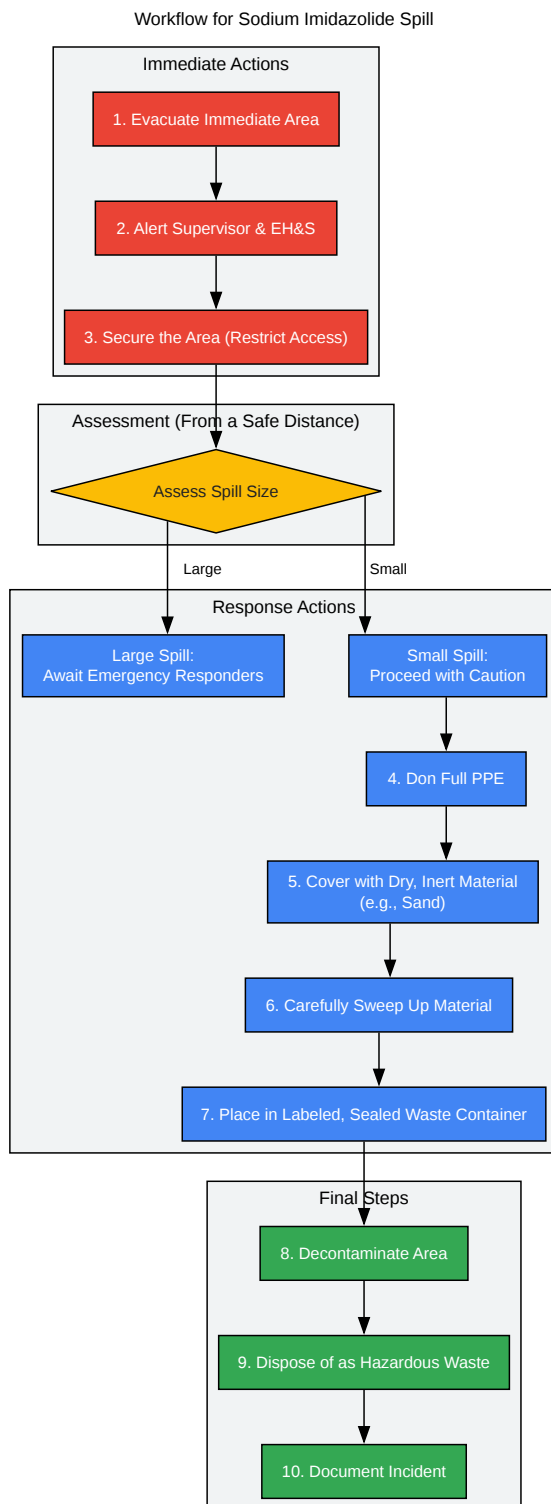 Workflow for Sodium Imidazolide Spill
Immediate Actions
1. Evacuate Immediate Area
2. Alert Supervisor & EH&S
3. Secure the Area (Restrict Access)
Assessment (From a Safe Distance)
Assess Spill Size
Large
Small
Response Actions
Large Spill:
Await Emergency Responders
Small Spill:
Proceed with Caution
4. Don Full PPE
5. Cover with Dry, Inert Material
(e.g., Sand)
6. Carefully Sweep Up Material
7. Place in Labeled, Sealed Waste Container
Final Steps
8. Decontaminate Area
9. Dispose of as Hazardous Waste
10. Document Incident